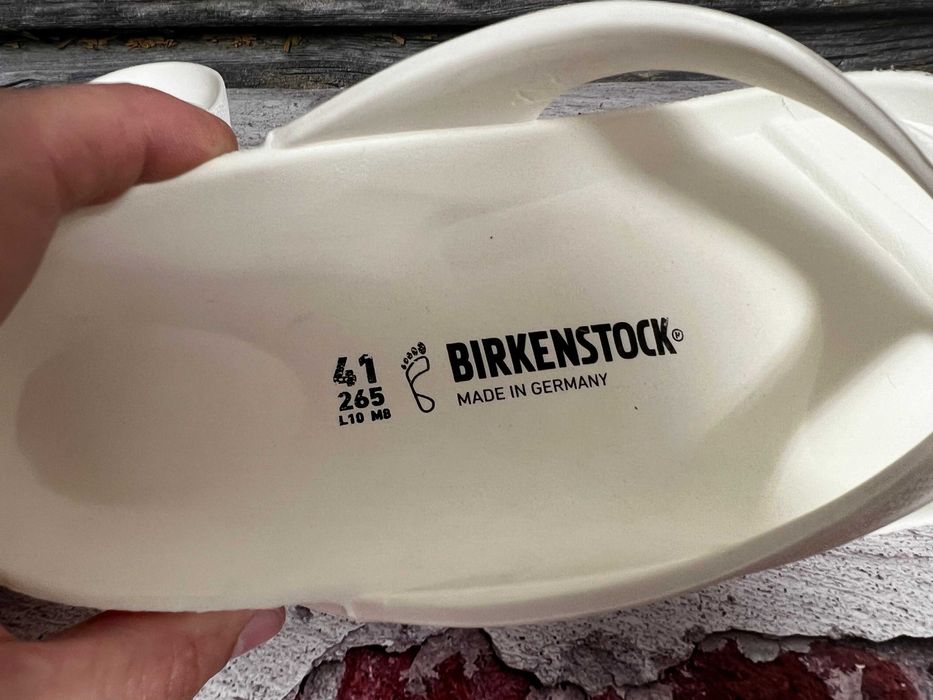 41
265
L10 M8
BIRKENSTOCK®
MADE IN GERMANY